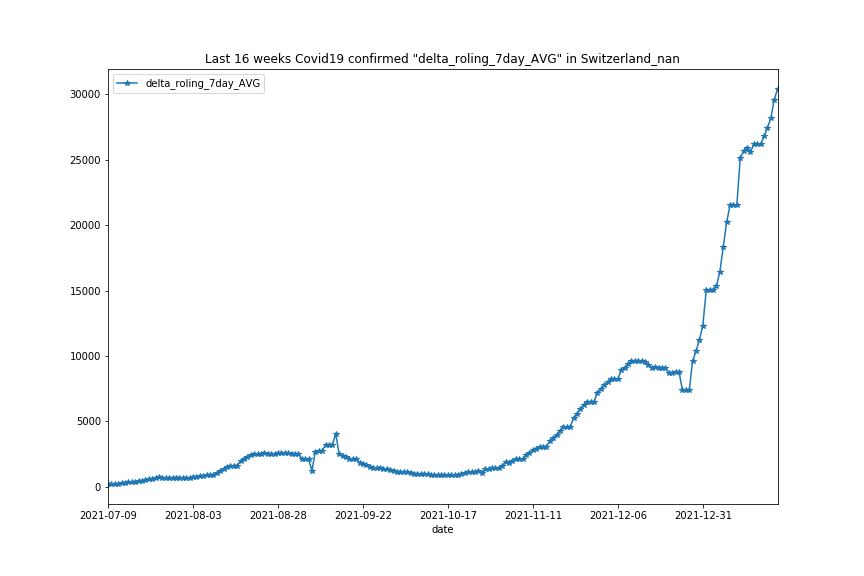 Last 16 weeks Covid19 confirmed "delta_roling_7day_AVG" in Switzerland_nan
delta_roling_7day_AVG
30000
25000
20000
15000
10000
5000
0
2021-07-09 2021-08-03 2021-08-28 2021-09-22 2021-10-17 2021-11-11 2021-12-06 2021-12-31
date